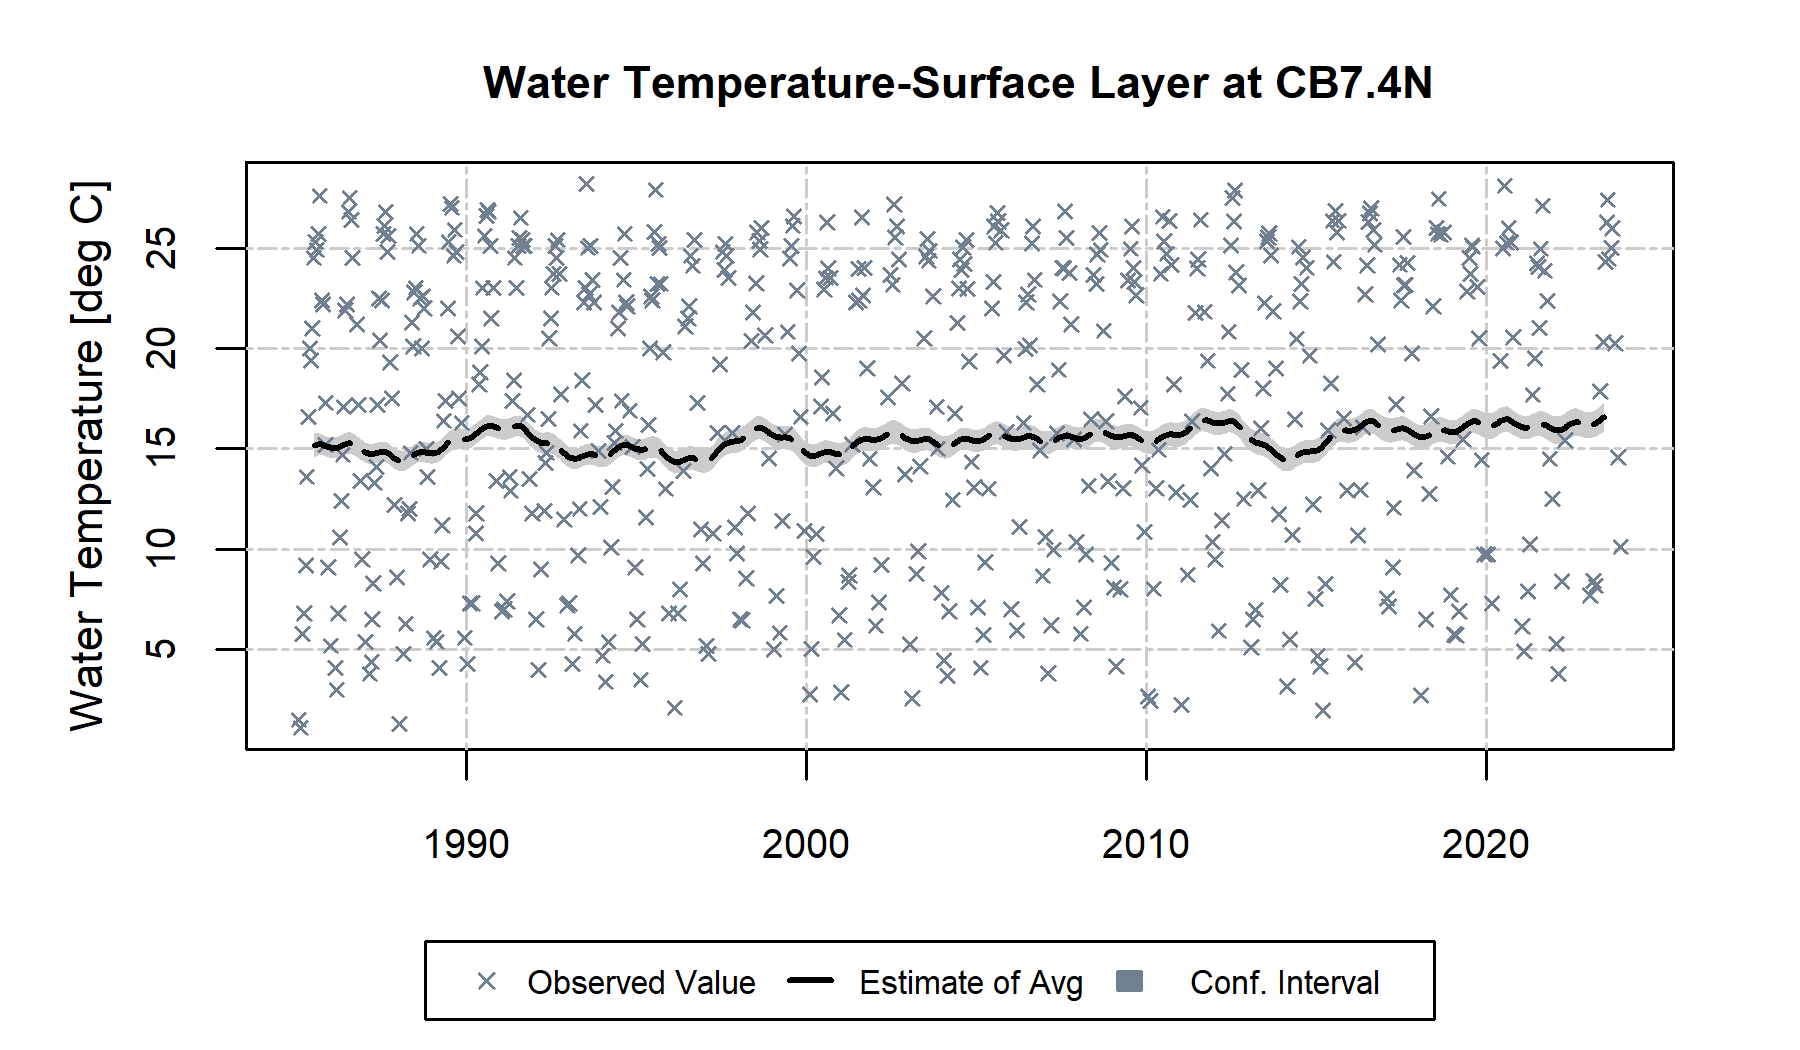 Water Temperature-Surface Layer at CB7.4N
Water Temperature [deg C]
25
20
15
10
5
1990 2000 2010 2020
Observed Value Estimate of Avg Conf. Interval